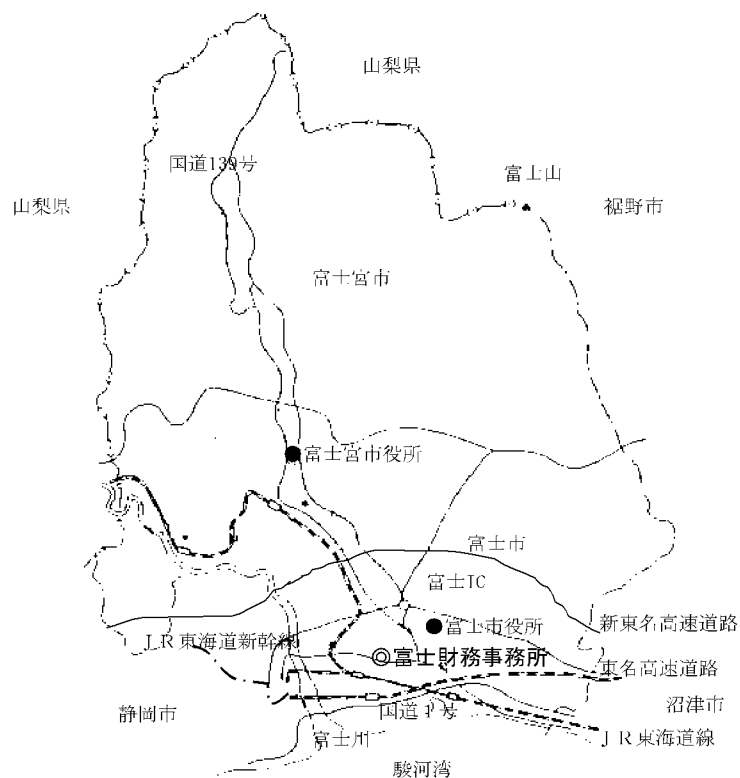 山梨県
国道139号
富士山
山梨県
裾野市
富士宮市
富士宮市役所
富士市
富士IC
新東名高速道路
富士市役所
JR東海道新幹線
◎富士財務事務所
東名高速道路
沼津市
静岡市
国道1号
富士川
JR東海道線
駿河湾